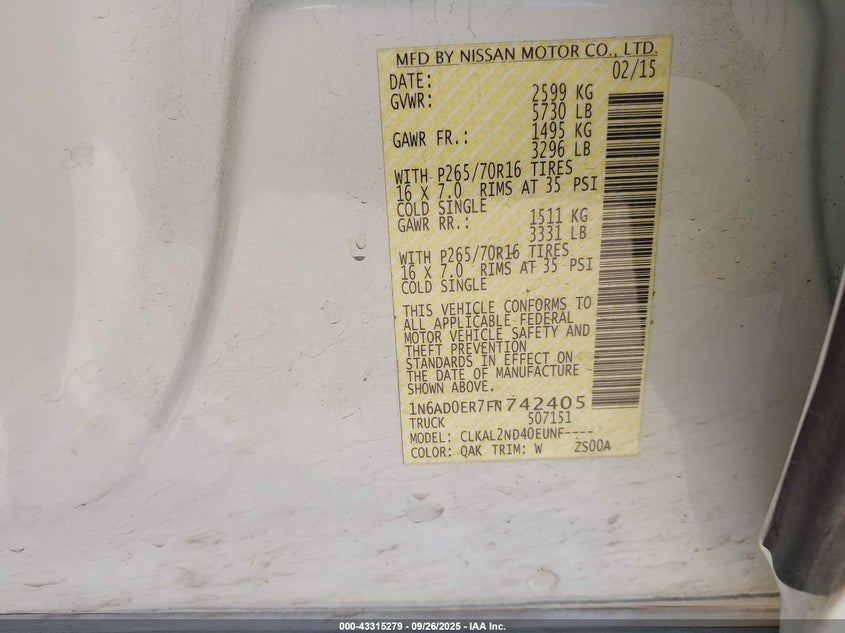 MFD BY NISSAN MOTOR CO., LTD.
DATE: 02/15
GVWR: 2599 KG
5730 LB
GAWR FR.: 1495 KG
3296 LB
WITH P265/70R16 TIRES
16 X 7.0 RIMS AT 35 PSI
COLD SINGLE
GAWR RR.: 1511 KG
3331 LB
WITH P265/70R16 TIRES
16 X 7.0 RIMS AT 35 PSI
COLD SINGLE
THIS VEHICLE CONFORMS TO
ALL APPLICABLE FEDERAL
MOTOR VEHICLE SAFETY AND
THEFT PREVENTION
STANDARDS IN EFFECT ON
THE DATE OF MANUFACTURE
SHOWN ABOVE.
1N6AD0ER7FN742405
TRUCK 507151
MODEL: CLKAL2ND40EUNF----
COLOR: QAK TRIM: W ZS00A
000-43315279 - 09/26/2025 - IAA Inc.